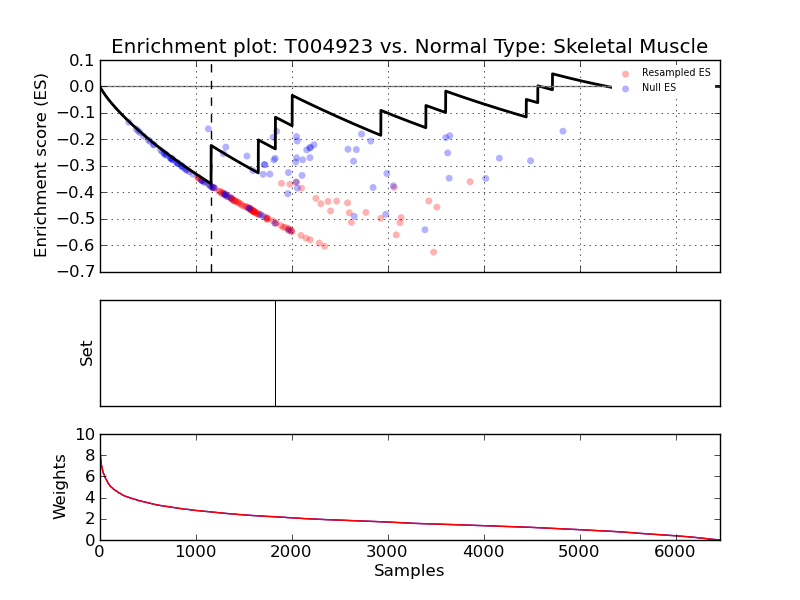 Enrichment plot: T004923 vs. Normal Type: Skeletal Muscle
Enrichment score (ES)
0.1
0.0
−0.1
−0.2
−0.3
−0.4
−0.5
−0.6
−0.7
Resampled ES
Null ES
Set
Weights
10
8
6
4
2
0
0 1000 2000 3000 4000 5000 6000
Samples